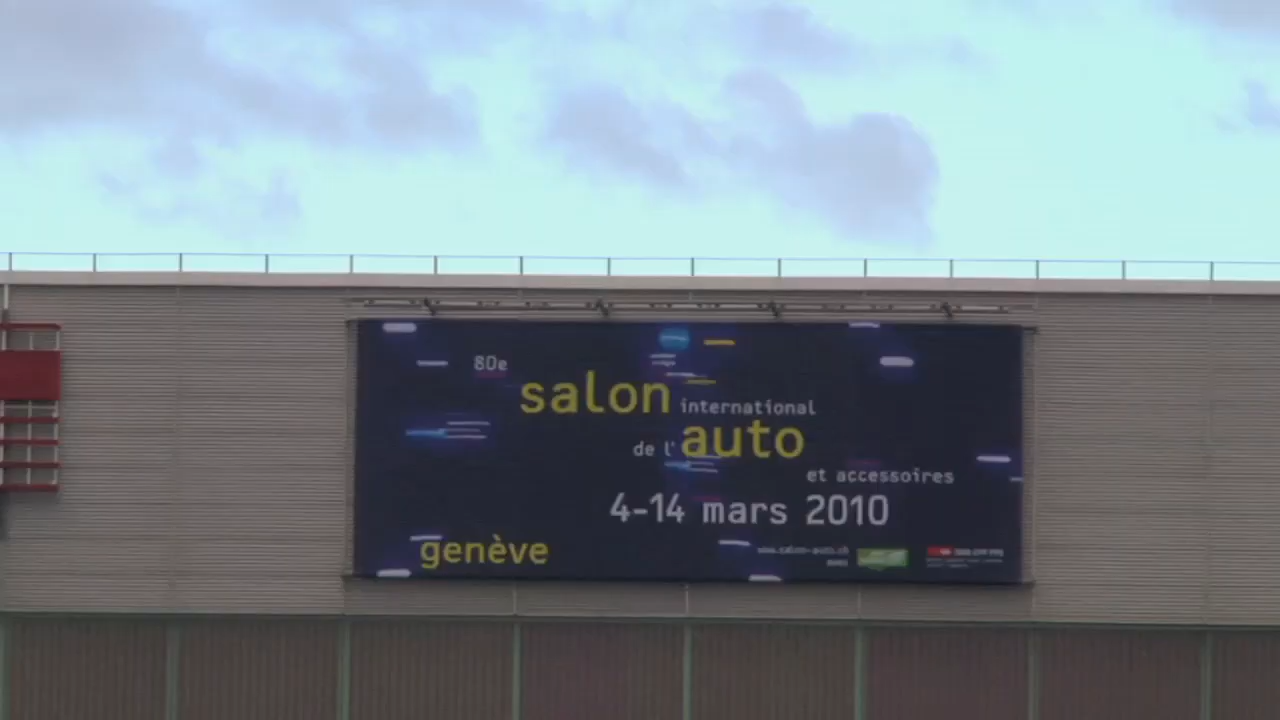 80e
salon international
de l'auto
et accessoires
4-14 mars 2010
genève
www.salon-auto.ch